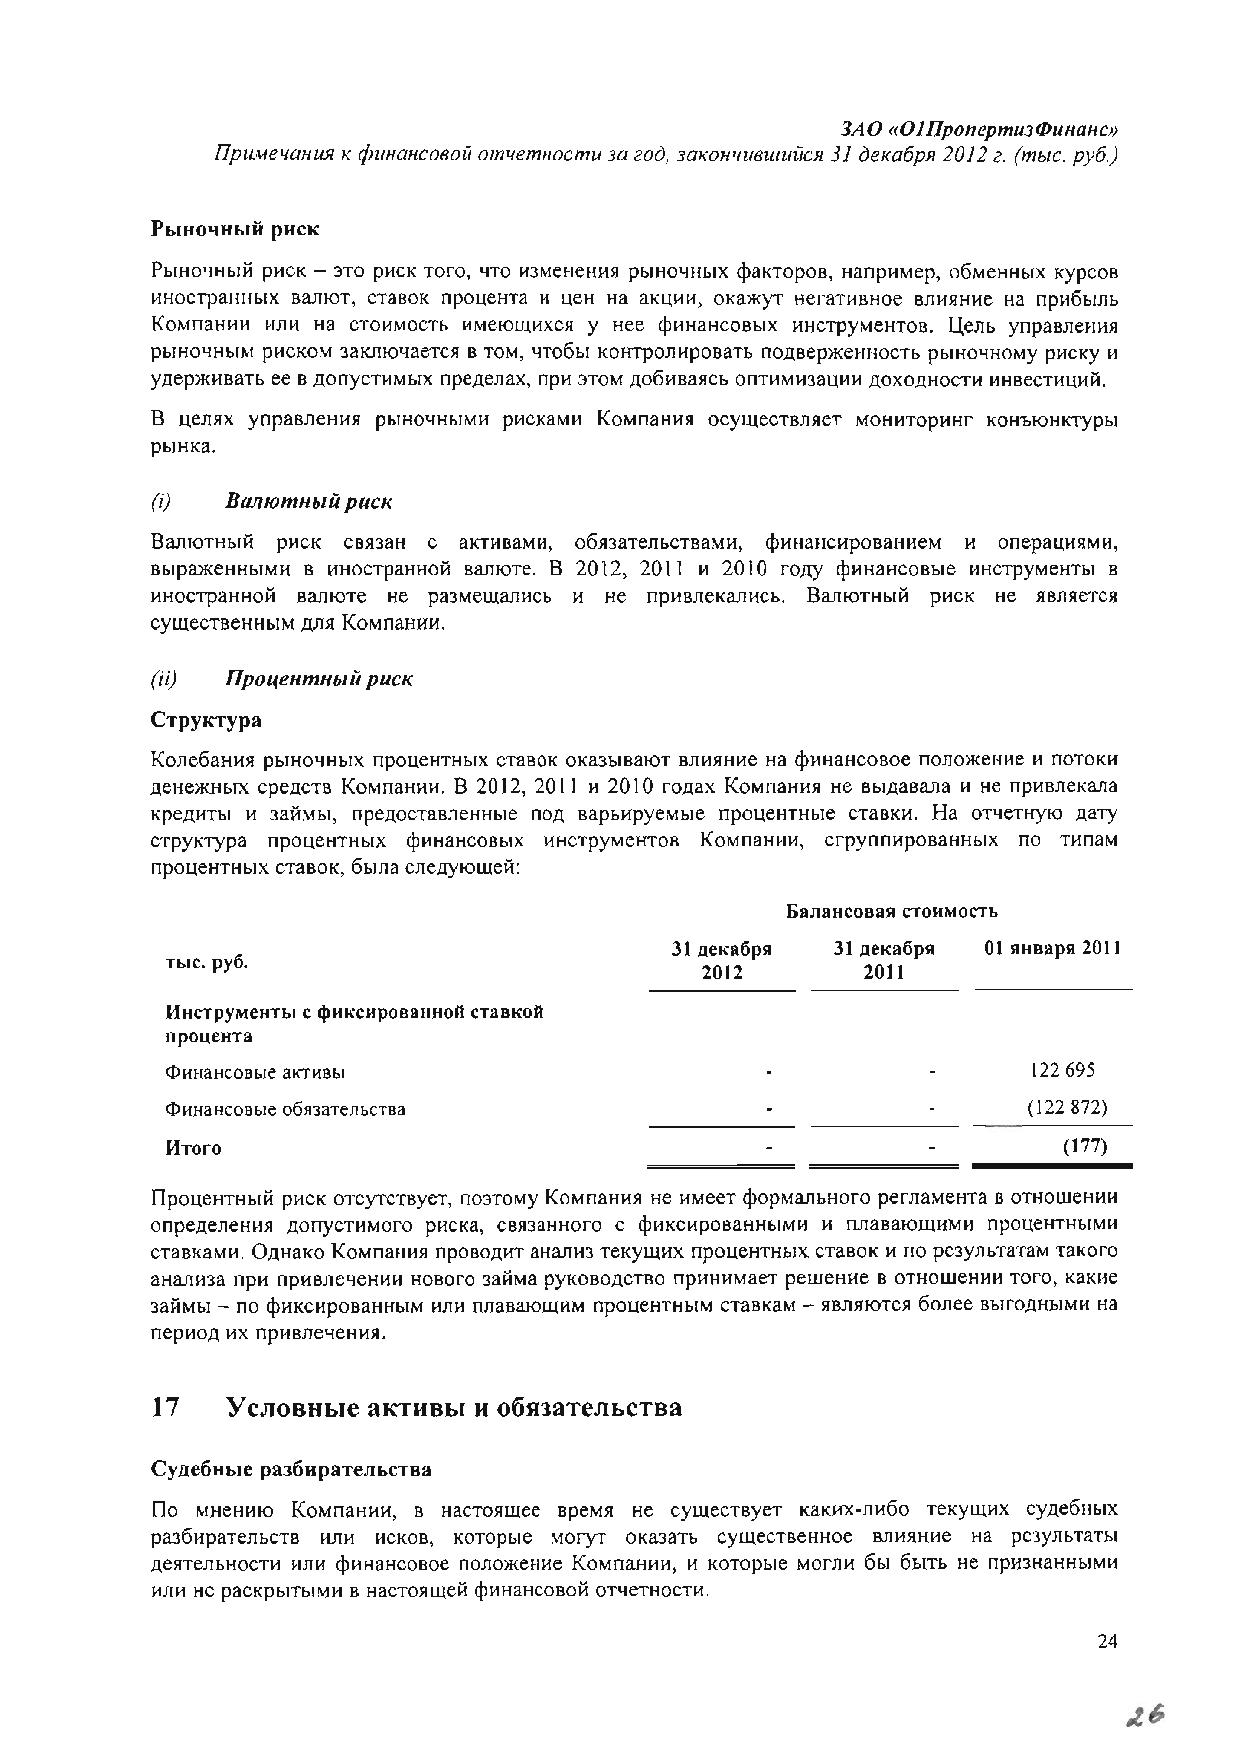 ЗАО «О1ПропертизФинанс»
Примечания к финансовой отчетности за год, закончившийся 31 декабря 2012 г. (тыс. руб.)
Рыночный риск
Рыночный риск – это риск того, что изменения рыночных факторов, например, обменных курсов
иностранных валют, ставок процента и цен на акции, окажут негативное влияние на прибыль
Компании или на стоимость имеющихся у нее финансовых инструментов. Цель управления
рыночным риском заключается в том, чтобы контролировать подверженность рыночному риску и
удерживать ее в допустимых пределах, при этом добиваясь оптимизации доходности инвестиций.
В целях управления рыночными рисками Компания осуществляет мониторинг конъюнктуры
рынка.
(i) Валютный риск
Валютный риск связан с активами, обязательствами, финансированием и операциями,
выраженными в иностранной валюте. В 2012, 2011 и 2010 году финансовые инструменты в
иностранной валюте не размещались и не привлекались. Валютный риск не является
существенным для Компании.
(ii) Процентный риск
Структура
Колебания рыночных процентных ставок оказывают влияние на финансовое положение и потоки
денежных средств Компании. В 2012, 2011 и 2010 годах Компания не выдавала и не привлекала
кредиты и займы, предоставленные под варьируемые процентные ставки. На отчетную дату
структура процентных финансовых инструментов Компании, сгруппированных по типам
процентных ставок, была следующей:
Балансовая стоимость
тыс. руб. 31 декабря 2012 31 декабря 2011 01 января 2011
Инструменты с фиксированной ставкой
процента
Финансовые активы - - 122 695
Финансовые обязательства - - (122 872)
Итого - - (177)
Процентный риск отсутствует, поэтому Компания не имеет формального регламента в отношении
определения допустимого риска, связанного с фиксированными и плавающими процентными
ставками. Однако Компания проводит анализ текущих процентных ставок и по результатам такого
анализа при привлечении нового займа руководство принимает решение в отношении того, какие
займы – по фиксированным или плавающим процентным ставкам – являются более выгодными на
период их привлечения.
17 Условные активы и обязательства
Судебные разбирательства
По мнению Компании, в настоящее время не существует каких-либо текущих судебных
разбирательств или исков, которые могут оказать существенное влияние на результаты
деятельности или финансовое положение Компании, и которые могли бы быть не признанными
или не раскрытыми в настоящей финансовой отчетности.
24
26